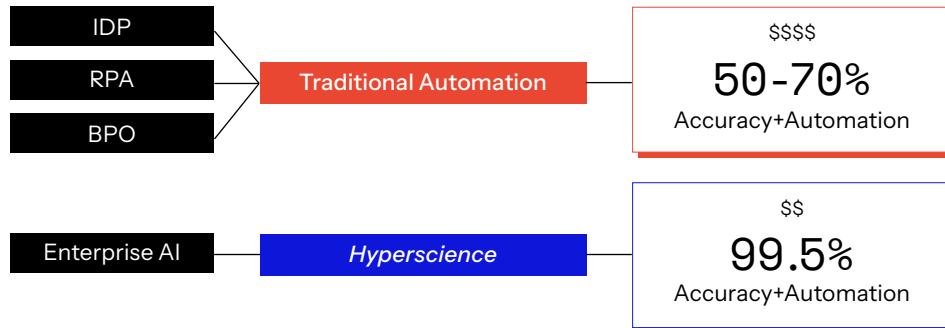 IDP
RPA
BPO
Traditional Automation
$$$$
50-70%
Accuracy+Automation
Enterprise AI
Hyperscience
$$
99.5%
Accuracy+Automation